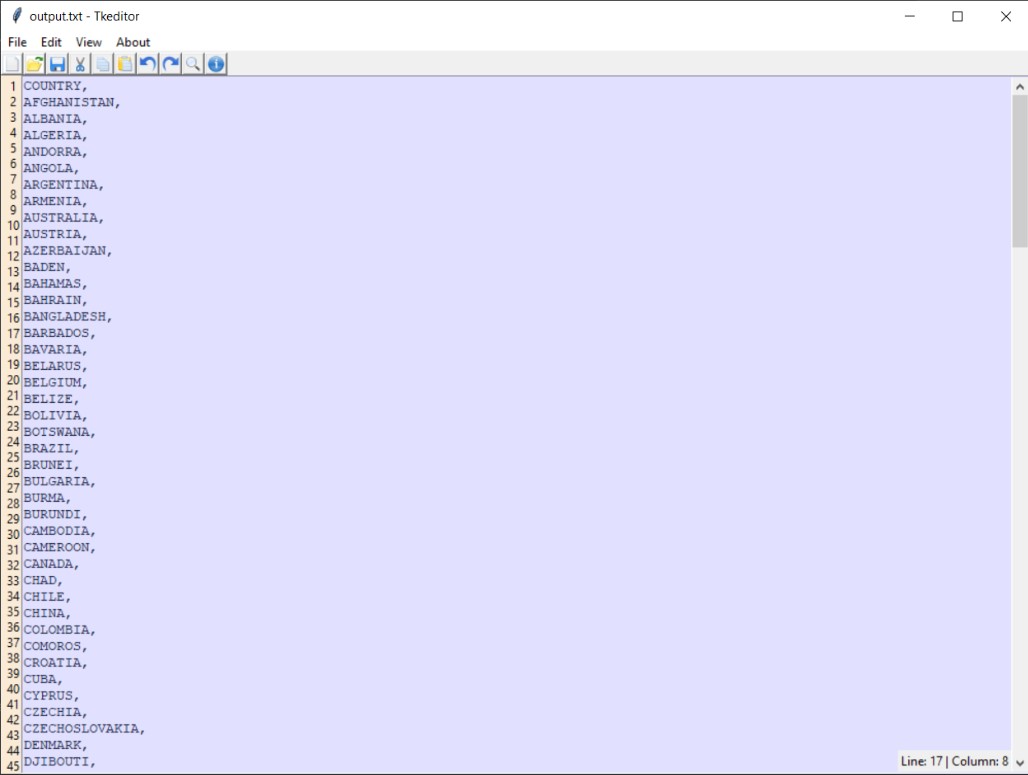 output.txt - Tkeditor
File Edit View About
1 COUNTRY,
2 AFGHANISTAN,
3 ALBANIA,
4 ALGERIA,
5 ANDORRA,
6 ANGOLA,
7 ARGENTINA,
8 ARMENIA,
9 AUSTRALIA,
10 AUSTRIA,
11 AZERBAIJAN,
12 BADEN,
13 BAHAMAS,
14 BAHRAIN,
15 BANGLADESH,
16 BARBADOS,
17 BAVARIA,
18 BELARUS,
19 BELGIUM,
20 BELIZE,
21 BOLIVIA,
22 BOTSWANA,
23 BRAZIL,
24 BRUNEI,
25 BULGARIA,
26 BURMA,
27 BURUNDI,
28 CAMBODIA,
29 CAMEROON,
30 CANADA,
31 CHAD,
32 CHILE,
33 CHINA,
34 COLOMBIA,
35 COMOROS,
36 CROATIA,
37 CUBA,
38 CYPRUS,
39 CZECHIA,
40 CZECHOSLOVAKIA,
41 DENMARK,
42 DJIBOUTI,
43
44
45
Line: 17 | Column: 8